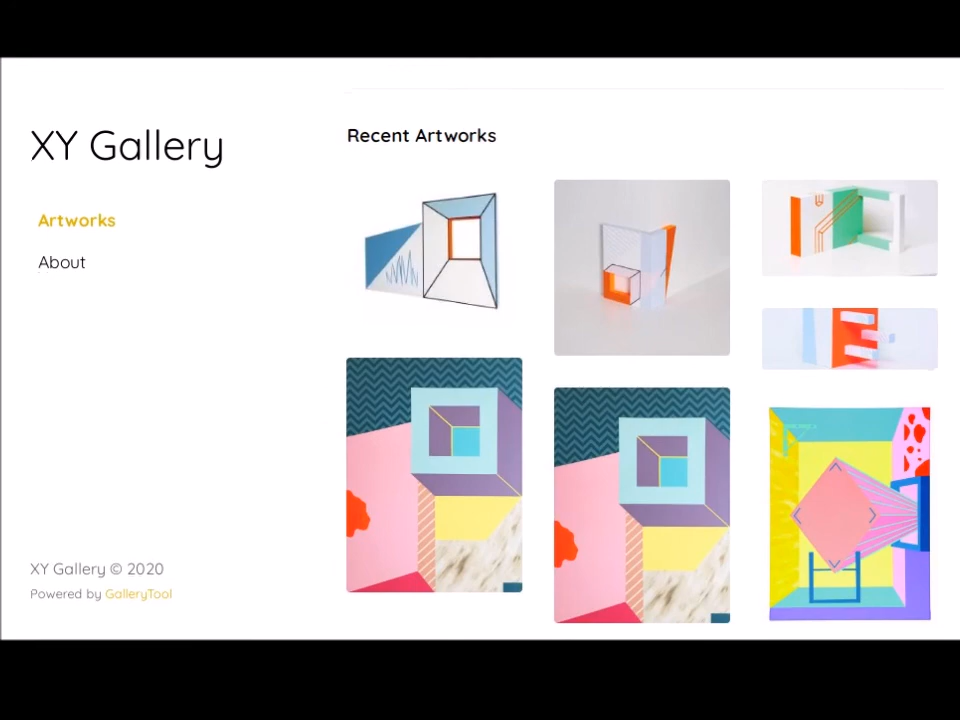 XY Gallery
Artworks
About
XY Gallery © 2020
Powered by GalleryTool
Recent Artworks